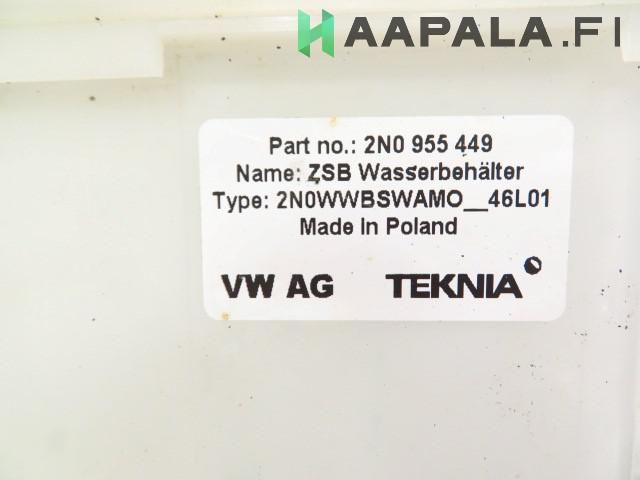 HAAPALA.FI
Part no.: 2N0 955 449
Name: ZSB Wasserbehälter
Type: 2N0WWBSWAMO__46L01
Made In Poland
VW AG TEKNIA